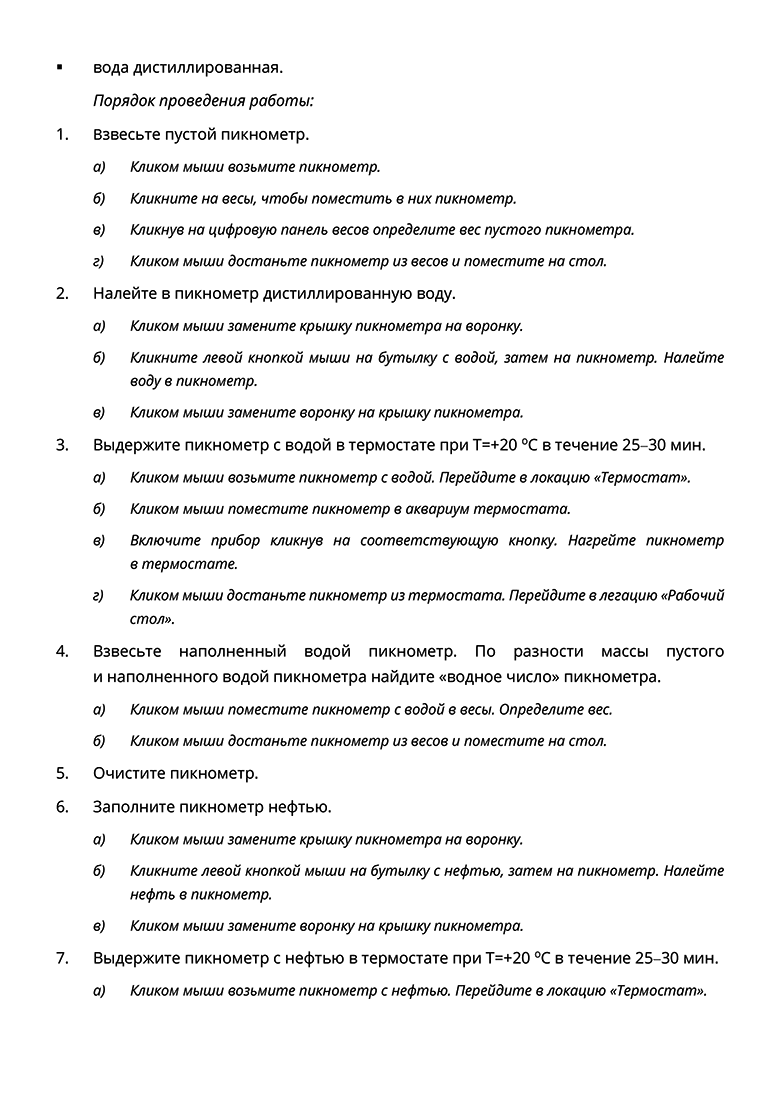 ▪ вода дистиллированная.
Порядок проведения работы:
1. Взвесьте пустой пикнометр.
а) Кликом мыши возьмите пикнометр.
б) Кликните на весы, чтобы поместить в них пикнометр.
в) Кликнув на цифровую панель весов определите вес пустого пикнометра.
г) Кликом мыши достаньте пикнометр из весов и поместите на стол.
2. Налейте в пикнометр дистиллированную воду.
а) Кликом мыши замените крышку пикнометра на воронку.
б) Кликните левой кнопкой мыши на бутылку с водой, затем на пикнометр. Налейте
воду в пикнометр.
в) Кликом мыши замените воронку на крышку пикнометра.
3. Выдержите пикнометр с водой в термостате при Т=+20 ºС в течение 25–30 мин.
а) Кликом мыши возьмите пикнометр с водой. Перейдите в локацию «Термостат».
б) Кликом мыши поместите пикнометр в аквариум термостата.
в) Включите прибор кликнув на соответствующую кнопку. Нагрейте пикнометр
в термостате.
г) Кликом мыши достаньте пикнометр из термостата. Перейдите в легацию «Рабочий
стол».
4. Взвесьте наполненный водой пикнометр. По разности массы пустого
и наполненного водой пикнометра найдите «водное число» пикнометра.
а) Кликом мыши поместите пикнометр с водой в весы. Определите вес.
б) Кликом мыши достаньте пикнометр из весов и поместите на стол.
5. Очистите пикнометр.
6. Заполните пикнометр нефтью.
а) Кликом мыши замените крышку пикнометра на воронку.
б) Кликните левой кнопкой мыши на бутылку с нефтью, затем на пикнометр. Налейте
нефть в пикнометр.
в) Кликом мыши замените воронку на крышку пикнометра.
7. Выдержите пикнометр с нефтью в термостате при Т=+20 ºС в течение 25–30 мин.
а) Кликом мыши возьмите пикнометр с нефтью. Перейдите в локацию «Термостат».